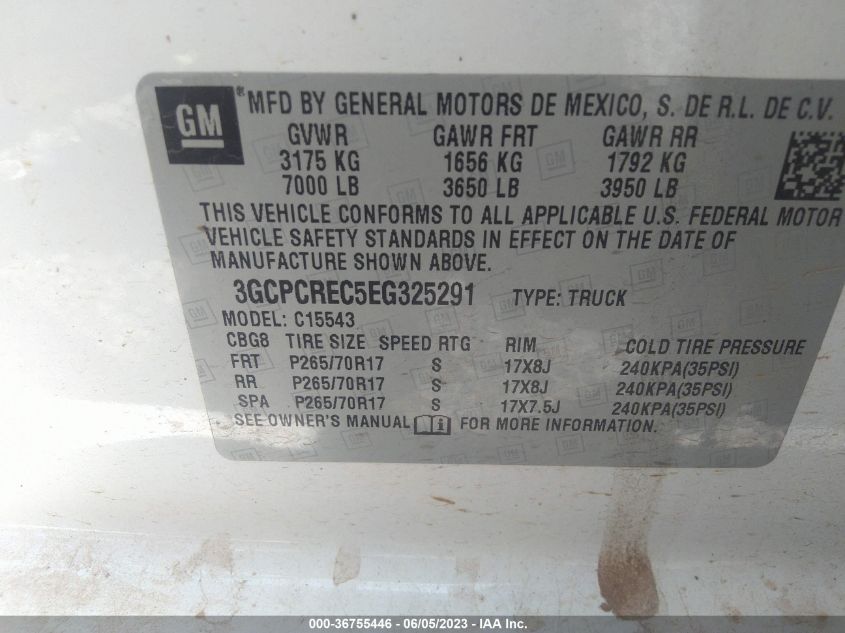 GM ® MFD BY GENERAL MOTORS DE MEXICO, S. DE R.L. DE C.V.
GVWR GAWR FRT GAWR RR
3175 KG 1656 KG 1792 KG
7000 LB 3650 LB 3950 LB
THIS VEHICLE CONFORMS TO ALL APPLICABLE U.S. FEDERAL MOTOR
VEHICLE SAFETY STANDARDS IN EFFECT ON THE DATE OF
MANUFACTURE SHOWN ABOVE.
3GCPCREC5EG325291 TYPE: TRUCK
MODEL: C15543
CBG8 TIRE SIZE SPEED RTG RIM COLD TIRE PRESSURE
FRT P265/70R17 S 17X8J 240KPA(35PSI)
RR P265/70R17 S 17X8J 240KPA(35PSI)
SPA P265/70R17 S 17X7.5J 240KPA(35PSI)
SEE OWNER'S MANUAL FOR MORE INFORMATION.
000-36755446 - 06/05/2023 - IAA Inc.